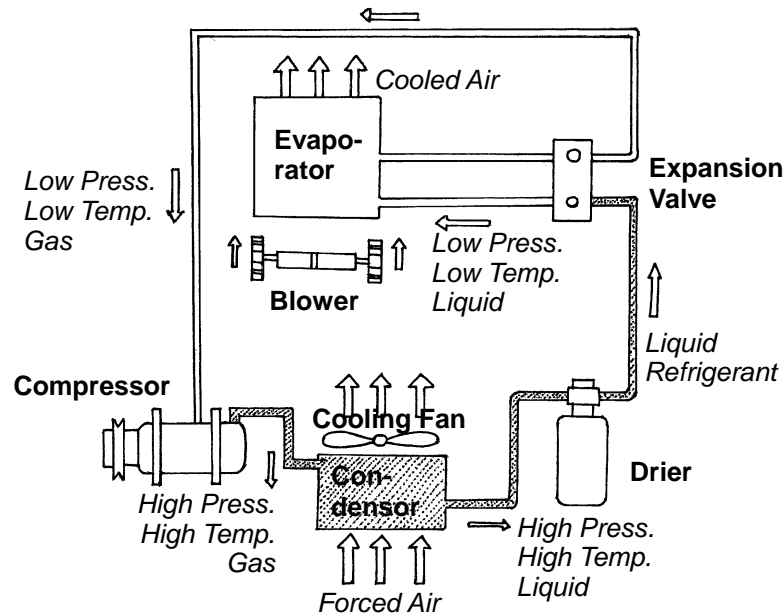 Cooled Air
Evapo-
rator
Expansion
Valve
Low Press.
Low Temp.
Gas
Low Press.
Low Temp.
Liquid
Blower
Liquid
Refrigerant
Compressor
Cooling Fan
Con-
densor
Drier
High Press.
High Temp.
Gas
High Press.
High Temp.
Liquid
Forced Air